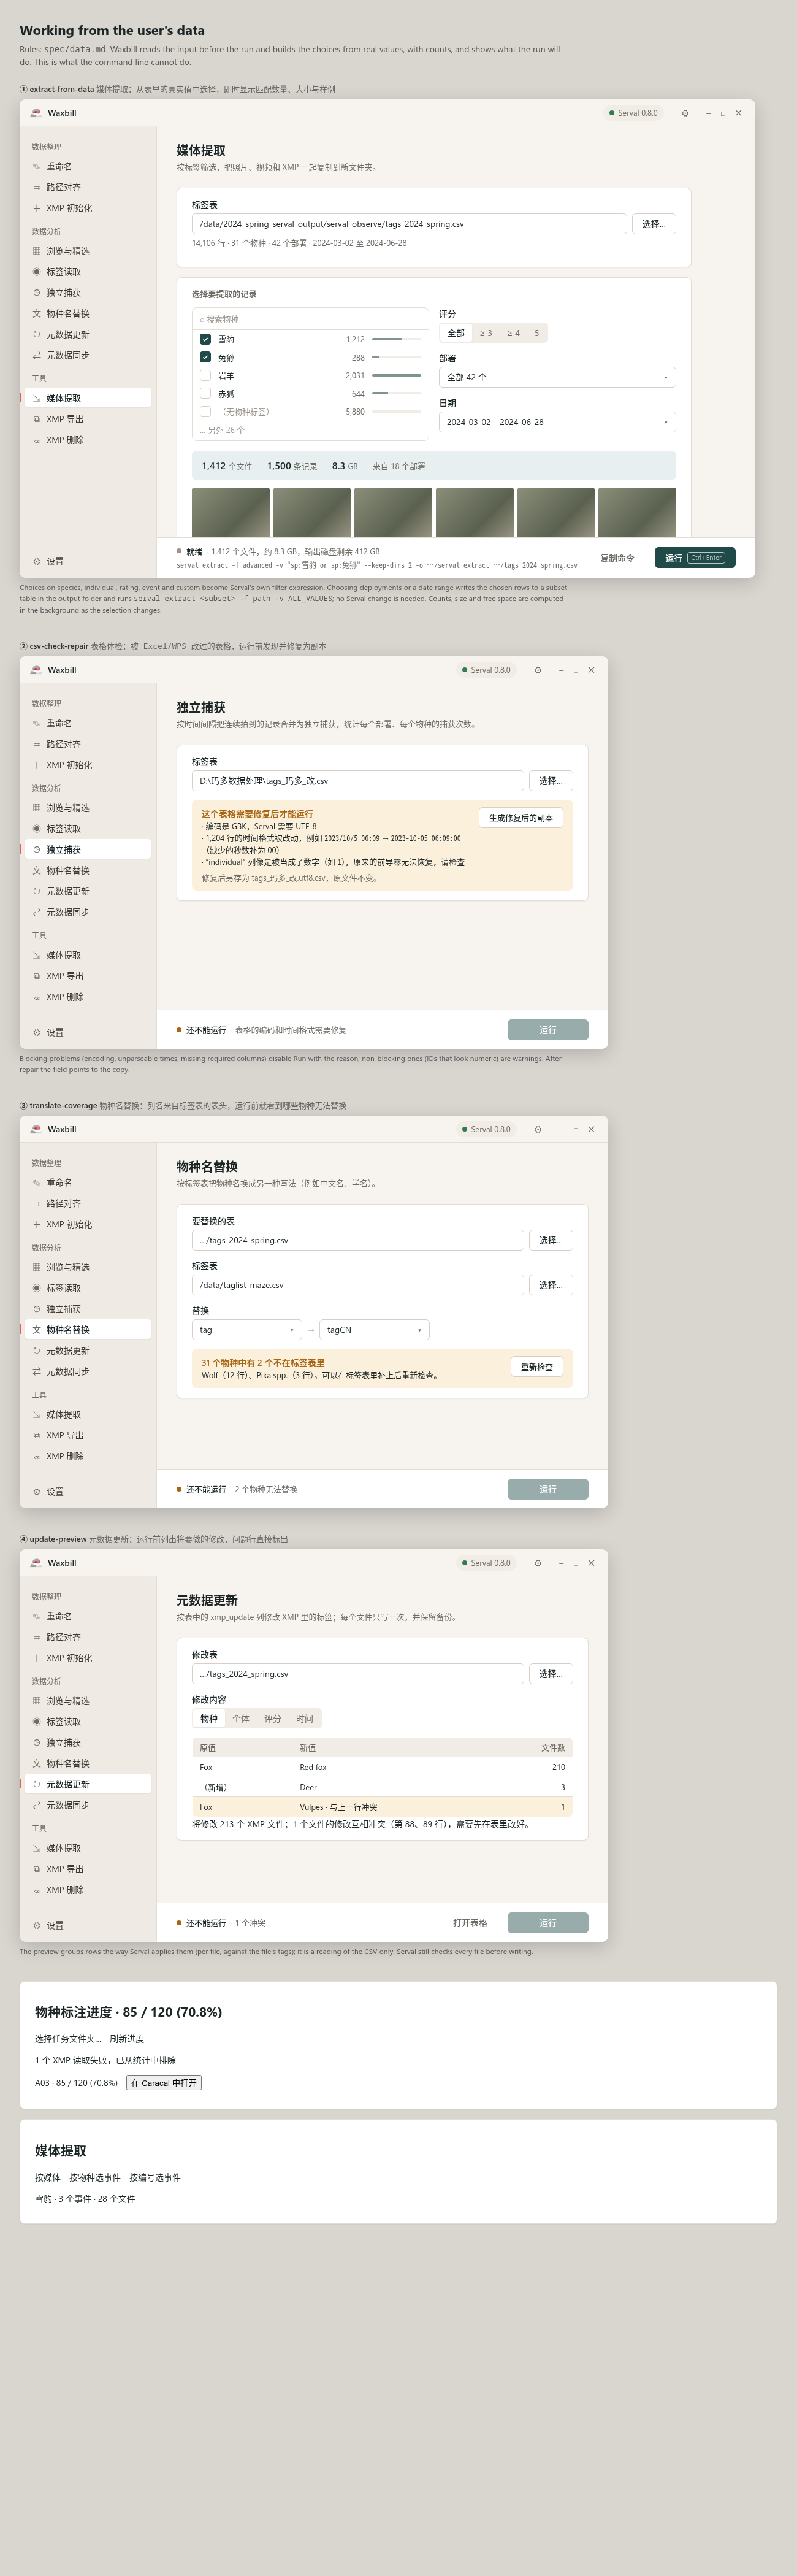 Working from the user's data
Rules: spec/data.md. Waxbill reads the input before the run and builds the choices from real values, with counts, and shows what the run will
do. This is what the command line cannot do.
① extract-from-data 媒体提取：从表里的真实值中选择，即时显示匹配数量、大小与样例
Waxbill
Serval 0.8.0
数据整理
重命名
路径对齐
XMP 初始化
数据分析
浏览与精选
标签读取
独立捕获
物种名替换
元数据更新
元数据同步
工具
媒体提取
XMP 导出
XMP 删除
设置
媒体提取
按标签筛选，把照片、视频和 XMP 一起复制到新文件夹。
标签表
/data/2024_spring_serval_output/serval_observe/tags_2024_spring.csv
选择…
14,106 行 · 31 个物种 · 42 个部署 · 2024-03-02 至 2024-06-28
选择要提取的记录
搜索物种
雪豹 1,212
兔狲 288
岩羊 2,031
赤狐 644
（无物种标签） 5,880
… 另外 26 个
评分
全部 ≥ 3 ≥ 4 5
部署
全部 42 个
日期
2024-03-02 – 2024-06-28
1,412 个文件 1,500 条记录 8.3 GB 来自 18 个部署
就绪 · 1,412 个文件，约 8.3 GB，输出磁盘剩余 412 GB
serval extract -f advanced -v "sp:雪豹 or sp:兔狲" --keep-dirs 2 -o ···/serval_extract ···/tags_2024_spring.csv
复制命令
运行 Ctrl+Enter
Choices on species, individual, rating, event and custom become Serval's own filter expression. Choosing deployments or a date range writes the chosen rows to a subset
table in the output folder and runs serval extract <subset> -f path -v ALL_VALUES; no Serval change is needed. Counts, size and free space are computed
in the background as the selection changes.
② csv-check-repair 表格体检：被 Excel/WPS 改过的表格，运行前发现并修复为副本
Waxbill
Serval 0.8.0
数据整理
重命名
路径对齐
XMP 初始化
数据分析
浏览与精选
标签读取
独立捕获
物种名替换
元数据更新
元数据同步
工具
媒体提取
XMP 导出
XMP 删除
设置
独立捕获
按时间间隔把连续拍到的记录合并为独立捕获，统计每个部署、每个物种的捕获次数。
标签表
D:\玛多数据处理\tags_玛多_改.csv
选择…
这个表格需要修复后才能运行
· 编码是 GBK，Serval 需要 UTF-8
· 1,204 行的时间格式被改动，例如 2023/10/5 06:09 → 2023-10-05 06:09:00
（缺少的秒数补为 00）
· “individual” 列像是被当成了数字（如 1），原来的前导零无法恢复，请检查
修复后另存为 tags_玛多_改.utf8.csv，原文件不变。
生成修复后的副本
还不能运行 · 表格的编码和时间格式需要修复
运行
Blocking problems (encoding, unparseable times, missing required columns) disable Run with the reason; non-blocking ones (IDs that look numeric) are warnings. After
repair the field points to the copy.
③ translate-coverage 物种名替换：列名来自标签表的表头，运行前就看到哪些物种无法替换
Waxbill
Serval 0.8.0
数据整理
重命名
路径对齐
XMP 初始化
数据分析
浏览与精选
标签读取
独立捕获
物种名替换
元数据更新
元数据同步
工具
媒体提取
XMP 导出
XMP 删除
设置
物种名替换
按标签表把物种名换成另一种写法（例如中文名、学名）。
要替换的表
…/tags_2024_spring.csv
选择…
标签表
/data/taglist_maze.csv
选择…
替换
tag → tagCN
31 个物种中有 2 个不在标签表里
Wolf（12 行）、Pika spp.（3 行）。可以在标签表里补上后重新检查。
重新检查
还不能运行 · 2 个物种无法替换
运行
④ update-preview 元数据更新：运行前列出将要做的修改，问题行直接标出
Waxbill
Serval 0.8.0
数据整理
重命名
路径对齐
XMP 初始化
数据分析
浏览与精选
标签读取
独立捕获
物种名替换
元数据更新
元数据同步
工具
媒体提取
XMP 导出
XMP 删除
设置
元数据更新
按表中的 xmp_update 列修改 XMP 里的标签；每个文件只写一次，并保留备份。
修改表
…/tags_2024_spring.csv
选择…
修改内容
物种 个体 评分 时间
原值 新值 文件数
Fox Red fox 210
（新增） Deer 3
Fox Vulpes · 与上一行冲突 1
将修改 213 个 XMP 文件；1 个文件的修改互相冲突（第 88、89 行），需要先在表里改好。
还不能运行 · 1 个冲突
打开表格
运行
The preview groups rows the way Serval applies them (per file, against the file's tags); it is a reading of the CSV only. Serval still checks every file before writing.
物种标注进度 · 85 / 120 (70.8%)
选择任务文件夹… 刷新进度
1 个 XMP 读取失败，已从统计中排除
A03 · 85 / 120 (70.8%) 在 Caracal 中打开
媒体提取
按媒体 按物种选事件 按编号选事件
雪豹 · 3 个事件 · 28 个文件